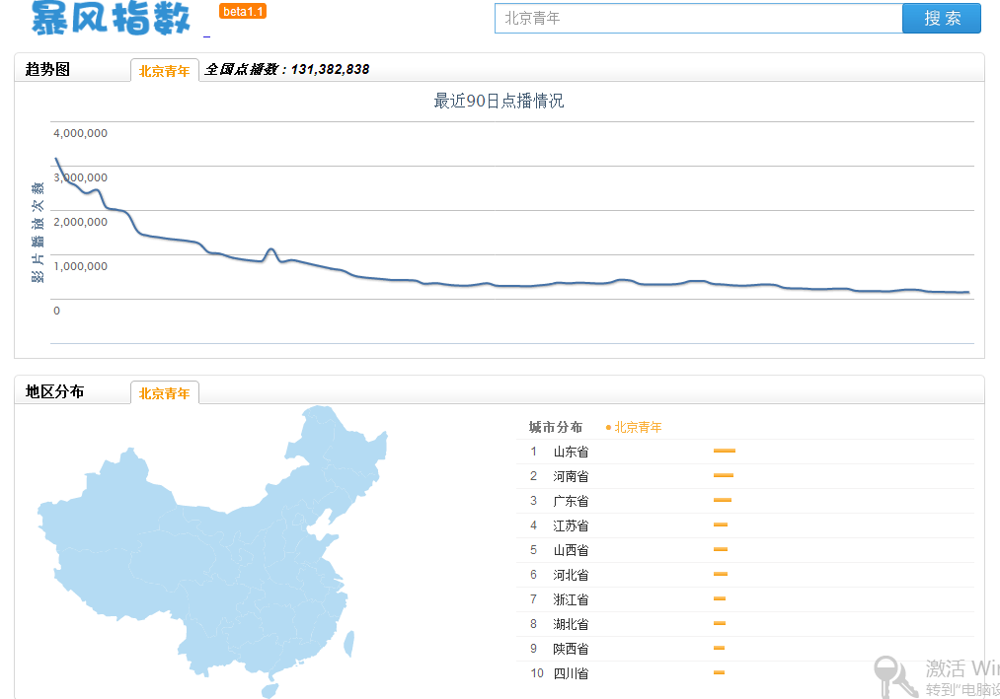 暴风指数 beta1.1
北京青年 搜 索
趋势图 北京青年 全国点播数 : 131,382,838
最近90日点播情况
影片播放次数
4,000,000
3,000,000
2,000,000
1,000,000
0
地区分布 北京青年
城市分布 北京青年
1 山东省
2 河南省
3 广东省
4 江苏省
5 山西省
6 河北省
7 浙江省
8 湖北省
9 陕西省
10 四川省
激活 Win
转到"电脑设